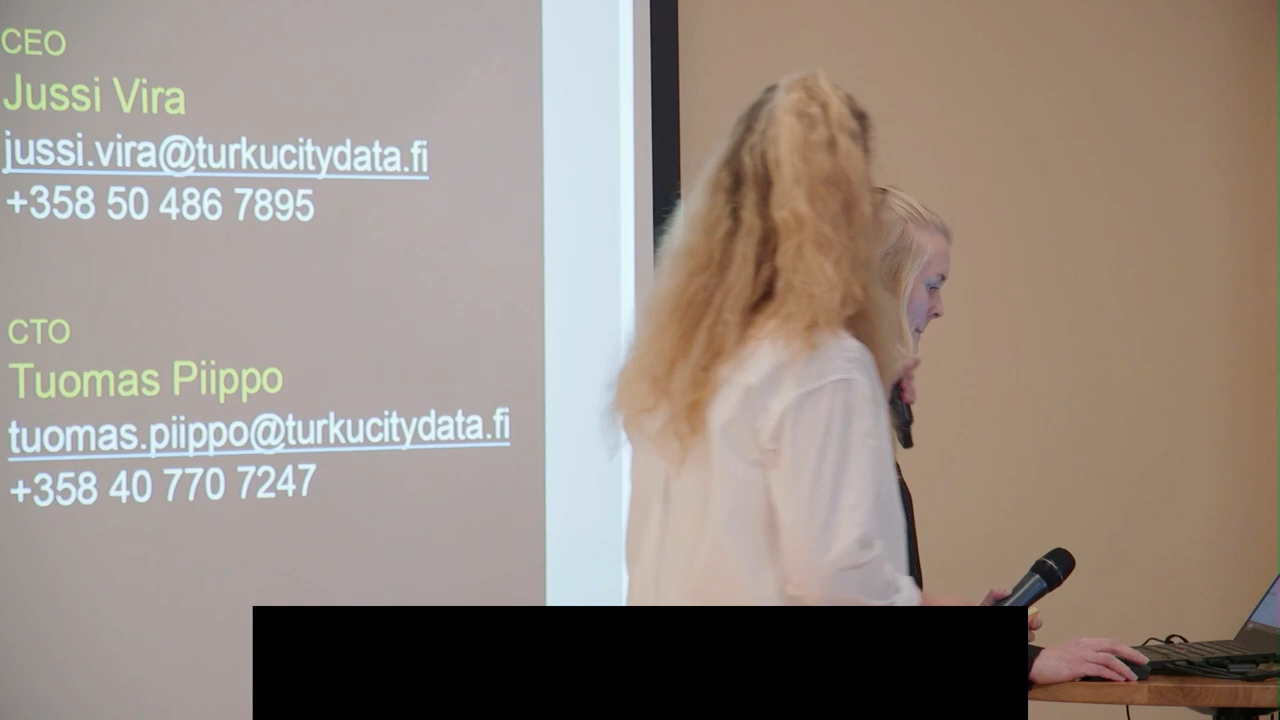 CEO
Jussi Vira
jussi.vira@turkucitydata.fi
+358 50 486 7895
CTO
Tuomas Piippo
tuomas.piippo@turkucitydata.fi
+358 40 770 7247